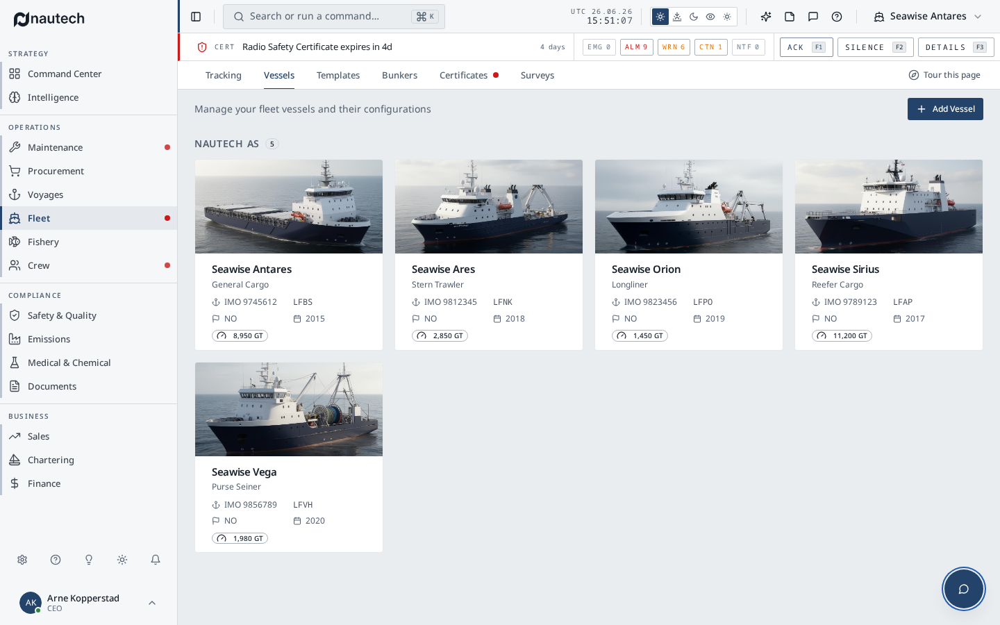 nautech
STRATEGY
Command Center
Intelligence
OPERATIONS
Maintenance
Procurement
Voyages
Fleet
Fishery
Crew
COMPLIANCE
Safety & Quality
Emissions
Medical & Chemical
Documents
BUSINESS
Sales
Chartering
Finance
AK
Arne Kopperstad
CEO
Search or run a command... ⌘ K
UTC 26.06.26
15:51:07
Seawise Antares
CERT Radio Safety Certificate expires in 4d 4 days
EMG 0 ALM 9 WRN 6 CTN 1 NTF 0
ACK F1 SILENCE F2 DETAILS F3
Tracking Vessels Templates Bunkers Certificates Surveys
Tour this page
Manage your fleet vessels and their configurations
Add Vessel
NAUTECH AS 5
Seawise Antares
General Cargo
IMO 9745612 LFBS
NO 2015
8,950 GT
Seawise Ares
Stern Trawler
IMO 9812345 LFNK
NO 2018
2,850 GT
Seawise Orion
Longliner
IMO 9823456 LFPO
NO 2019
1,450 GT
Seawise Sirius
Reefer Cargo
IMO 9789123 LFAP
NO 2017
11,200 GT
Seawise Vega
Purse Seiner
IMO 9856789 LFVH
NO 2020
1,980 GT